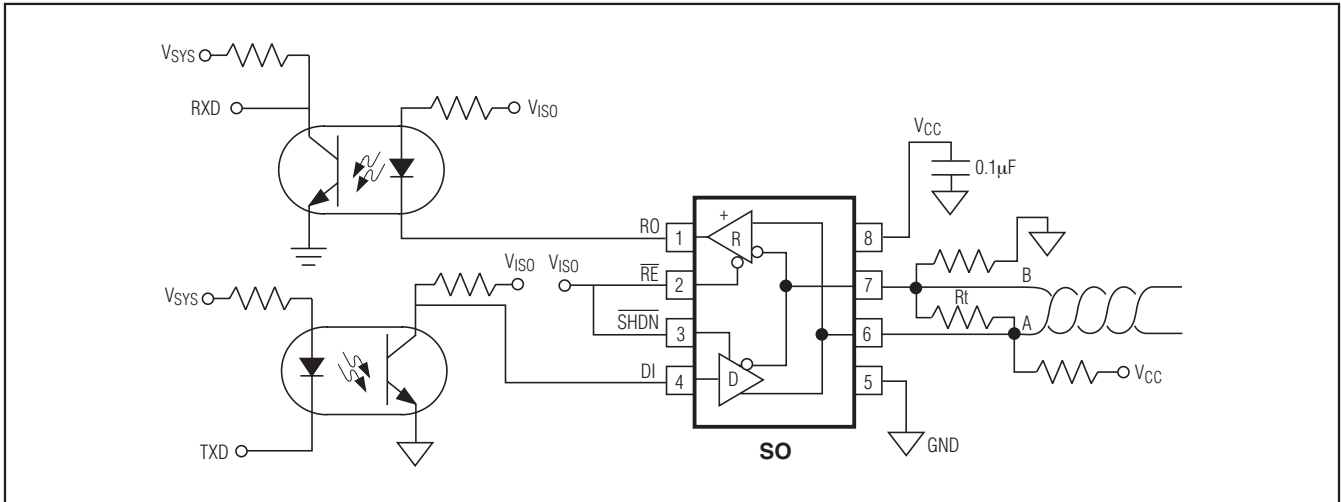 VSYS
RXD
VISO
VCC
0.1μF
+
R
RO
1
8
VISO
VISO
RE
2
7
B
VSYS
Rt
SHDN
3
6
A
DI
4
D
5
VCC
TXD
SO
GND